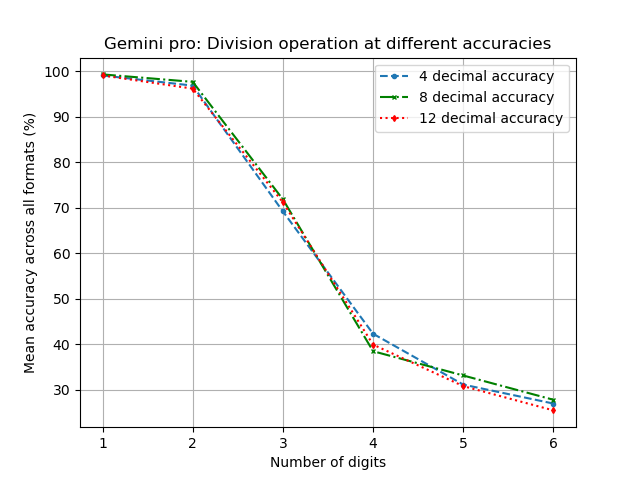 Gemini pro: Division operation at different accuracies
100
90
80
70
60
50
40
30
Mean accuracy across all formats (%)
4 decimal accuracy
8 decimal accuracy
12 decimal accuracy
1 2 3 4 5 6
Number of digits